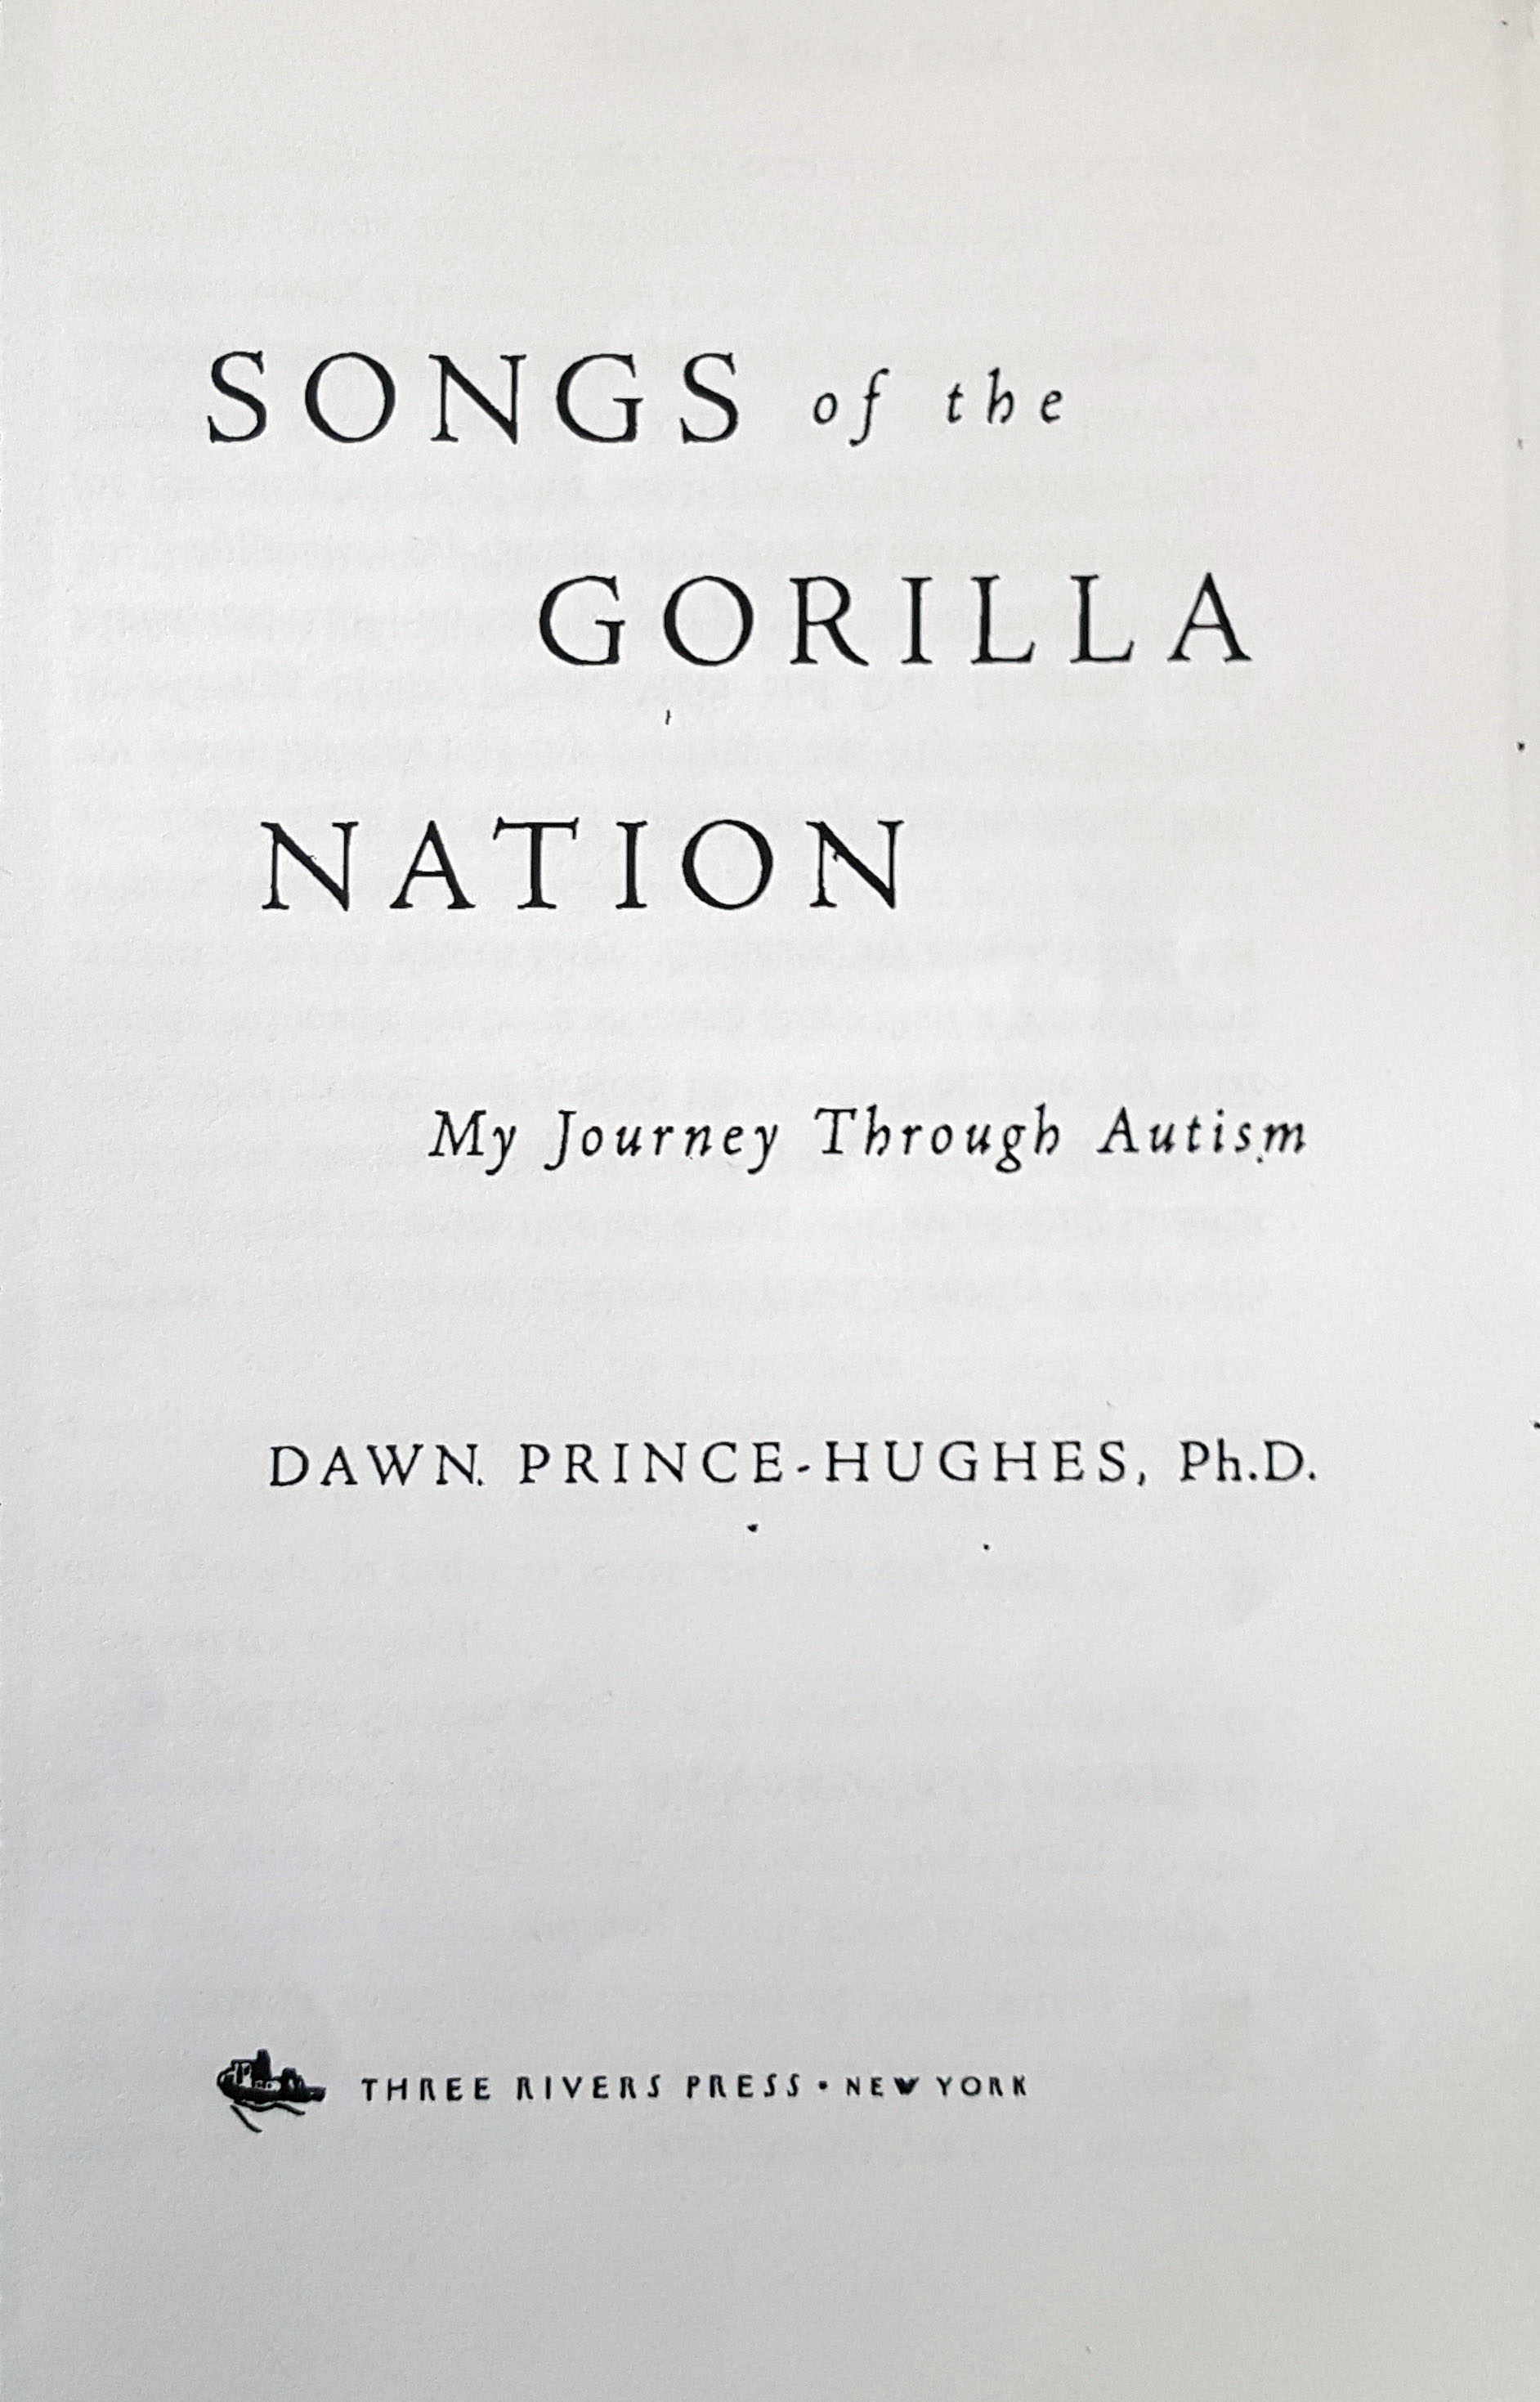 SONGS of the
GORILLA
NATION
My Journey Through Autism
DAWN PRINCE-HUGHES, Ph.D.
THREE RIVERS PRESS • NEW YORK